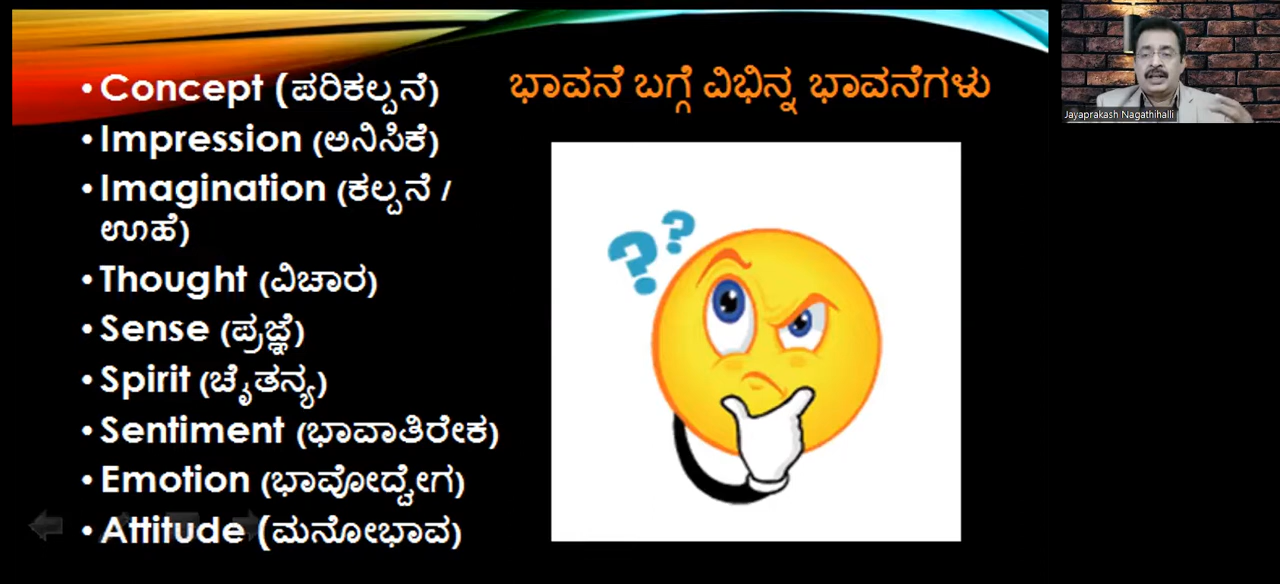 • Concept (ಪರಿಕಲ್ಪನೆ)
• Impression (ಅನಿಸಿಕೆ)
• Imagination (ಕಲ್ಪನೆ /
ಊಹೆ)
• Thought (ವಿಚಾರ)
• Sense (ಪ್ರಜ್ಞೆ)
• Spirit (ಚೈತನ್ಯ)
• Sentiment (ಭಾವಾತಿರೇಕ)
• Emotion (ಭಾವೋದ್ವೇಗ)
• Attitude (ಮನೋಭಾವ)
ಭಾವನೆ ಬಗ್ಗೆ ವಿಭಿನ್ನ ಭಾವನೆಗಳು
??
Jayaprakash Nagathihalli